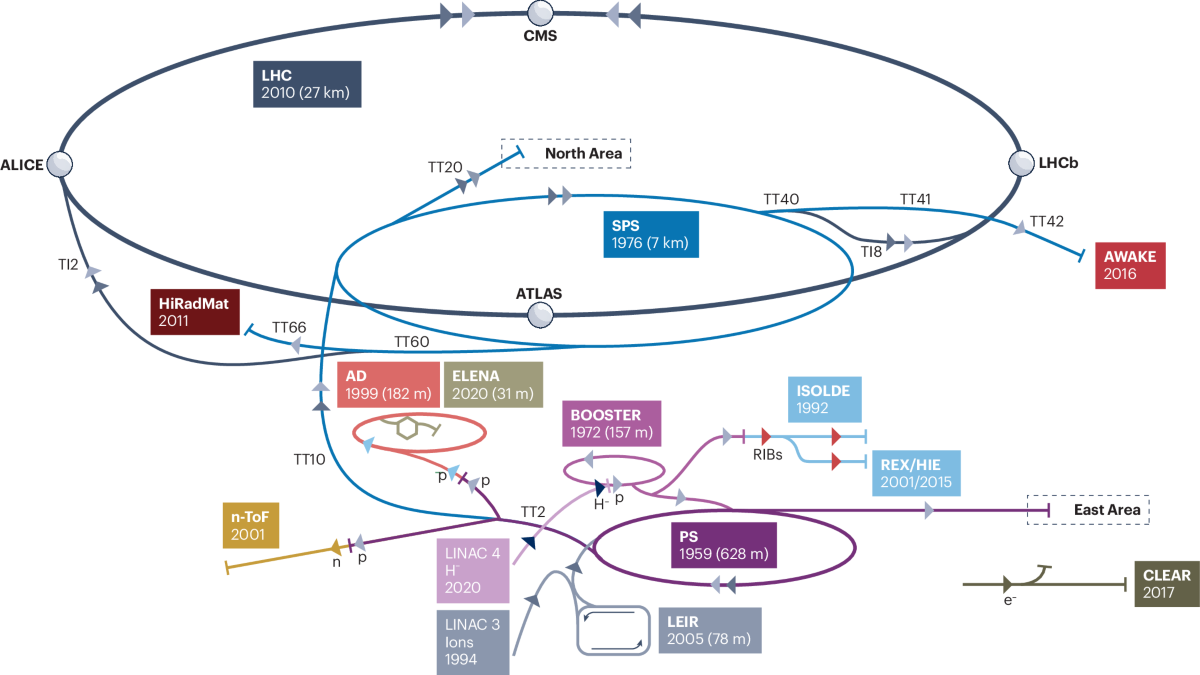 CMS
LHC
2010 (27 km)
ALICE
LHCb
TT20
North Area
TT40
TT41
TT42
SPS
1976 (7 km)
TI8
AWAKE
2016
TI2
HiRadMat
2011
ATLAS
TT66
TT60
AD
1999 (182 m)
ELENA
2020 (31 m)
ISOLDE
1992
BOOSTER
1972 (157 m)
RIBs
REX/HIE
2001/2015
TT10
p
p
H-
p
n-ToF
2001
TT2
East Area
PS
1959 (628 m)
n
p
LINAC 4
H-
2020
CLEAR
2017
e-
LINAC 3
Ions
1994
LEIR
2005 (78 m)